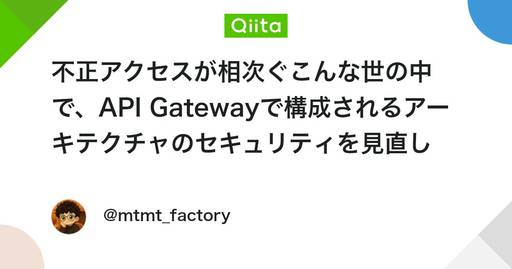 Qiita
不正アクセスが相次ぐこんな世の中
で、API Gatewayで構成されるアー
キテクチャのセキュリティを見直し
@mtmt_factory